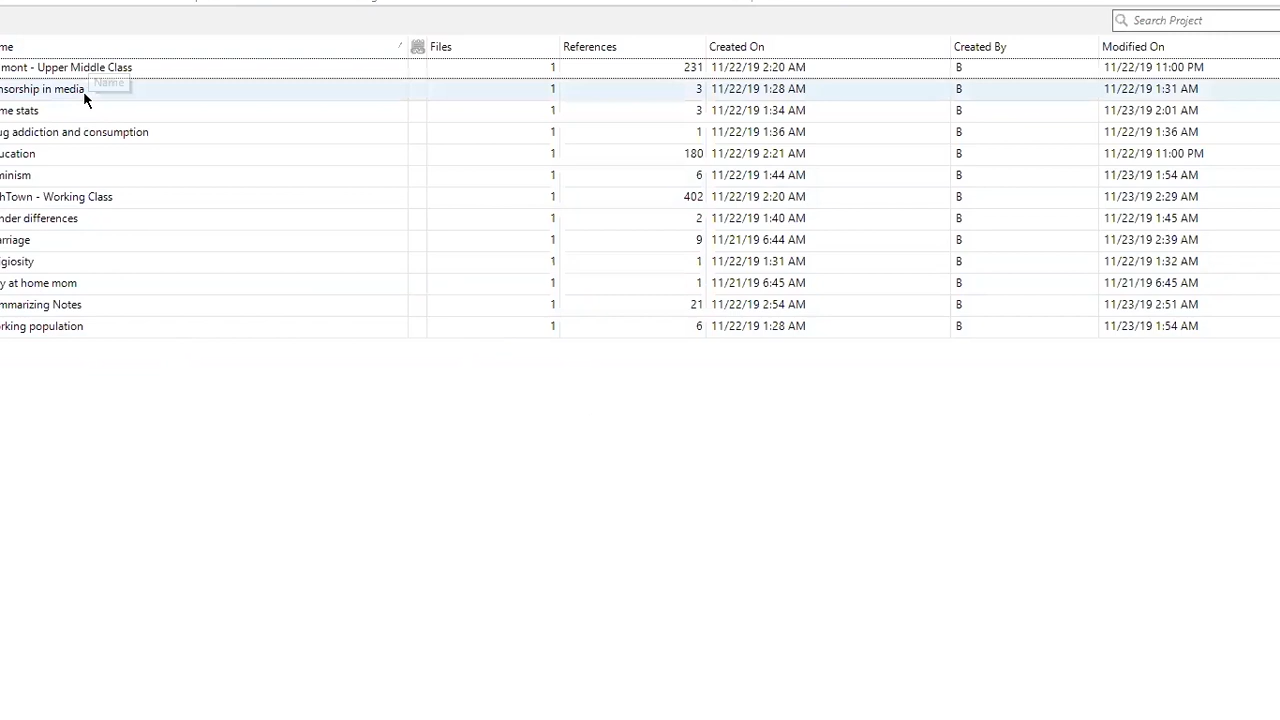 Search Project
me Files References Created On Created By Modified On
mont - Upper Middle Class 1 231 11/22/19 2:20 AM B 11/22/19 11:00 PM
Name
nsorship in media 1 3 11/22/19 1:28 AM B 11/22/19 1:31 AM
me stats 1 3 11/22/19 1:34 AM B 11/23/19 2:01 AM
ug addiction and consumption 1 1 11/22/19 1:36 AM B 11/22/19 1:36 AM
ucation 1 180 11/22/19 2:21 AM B 11/22/19 11:00 PM
minism 1 6 11/22/19 1:44 AM B 11/23/19 1:54 AM
hTown - Working Class 1 402 11/22/19 2:20 AM B 11/23/19 2:29 AM
nder differences 1 2 11/22/19 1:40 AM B 11/22/19 1:45 AM
arriage 1 9 11/21/19 6:44 AM B 11/23/19 2:39 AM
igiosity 1 1 11/22/19 1:31 AM B 11/22/19 1:32 AM
y at home mom 1 1 11/21/19 6:45 AM B 11/21/19 6:45 AM
mmarizing Notes 1 21 11/22/19 2:54 AM B 11/23/19 2:51 AM
orking population 1 6 11/22/19 1:28 AM B 11/23/19 1:54 AM